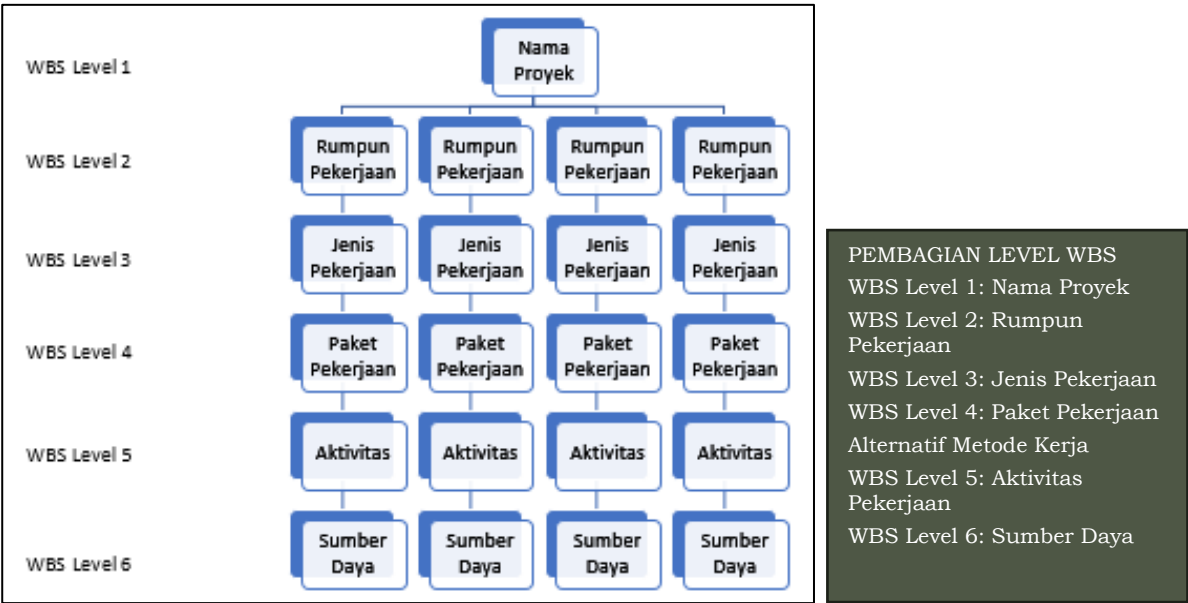 WBS Level 1
Nama
Proyek
WBS Level 2
Rumpun
Pekerjaan
Rumpun
Pekerjaan
Rumpun
Pekerjaan
Rumpun
Pekerjaan
WBS Level 3
Jenis
Pekerjaan
Jenis
Pekerjaan
Jenis
Pekerjaan
Jenis
Pekerjaan
WBS Level 4
Paket
Pekerjaan
Paket
Pekerjaan
Paket
Pekerjaan
Paket
Pekerjaan
WBS Level 5
Aktivitas
Aktivitas
Aktivitas
Aktivitas
WBS Level 6
Sumber
Daya
Sumber
Daya
Sumber
Daya
Sumber
Daya
PEMBAGIAN LEVEL WBS
WBS Level 1: Nama Proyek
WBS Level 2: Rumpun
Pekerjaan
WBS Level 3: Jenis Pekerjaan
WBS Level 4: Paket Pekerjaan
Alternatif Metode Kerja
WBS Level 5: Aktivitas
Pekerjaan
WBS Level 6: Sumber Daya